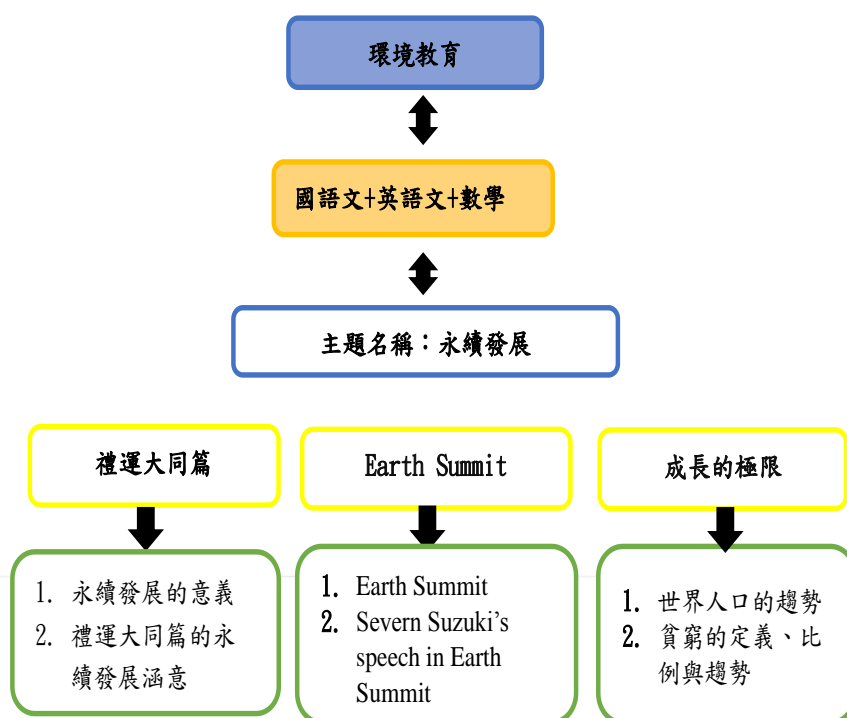 環境教育
國語文+英語文+數學
主題名稱：永續發展
禮運大同篇
Earth Summit
成長的極限
1. 永續發展的意義
2. 禮運大同篇的永
續發展涵意
1. Earth Summit
2. Severn Suzuki's
speech in Earth
Summit
1. 世界人口的趨勢
2. 貧窮的定義、比
例與趨勢